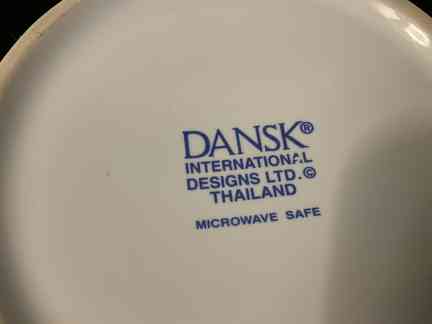 DANSK®
INTERNATIONAL
DESIGNS LTD.©
THAILAND
MICROWAVE SAFE